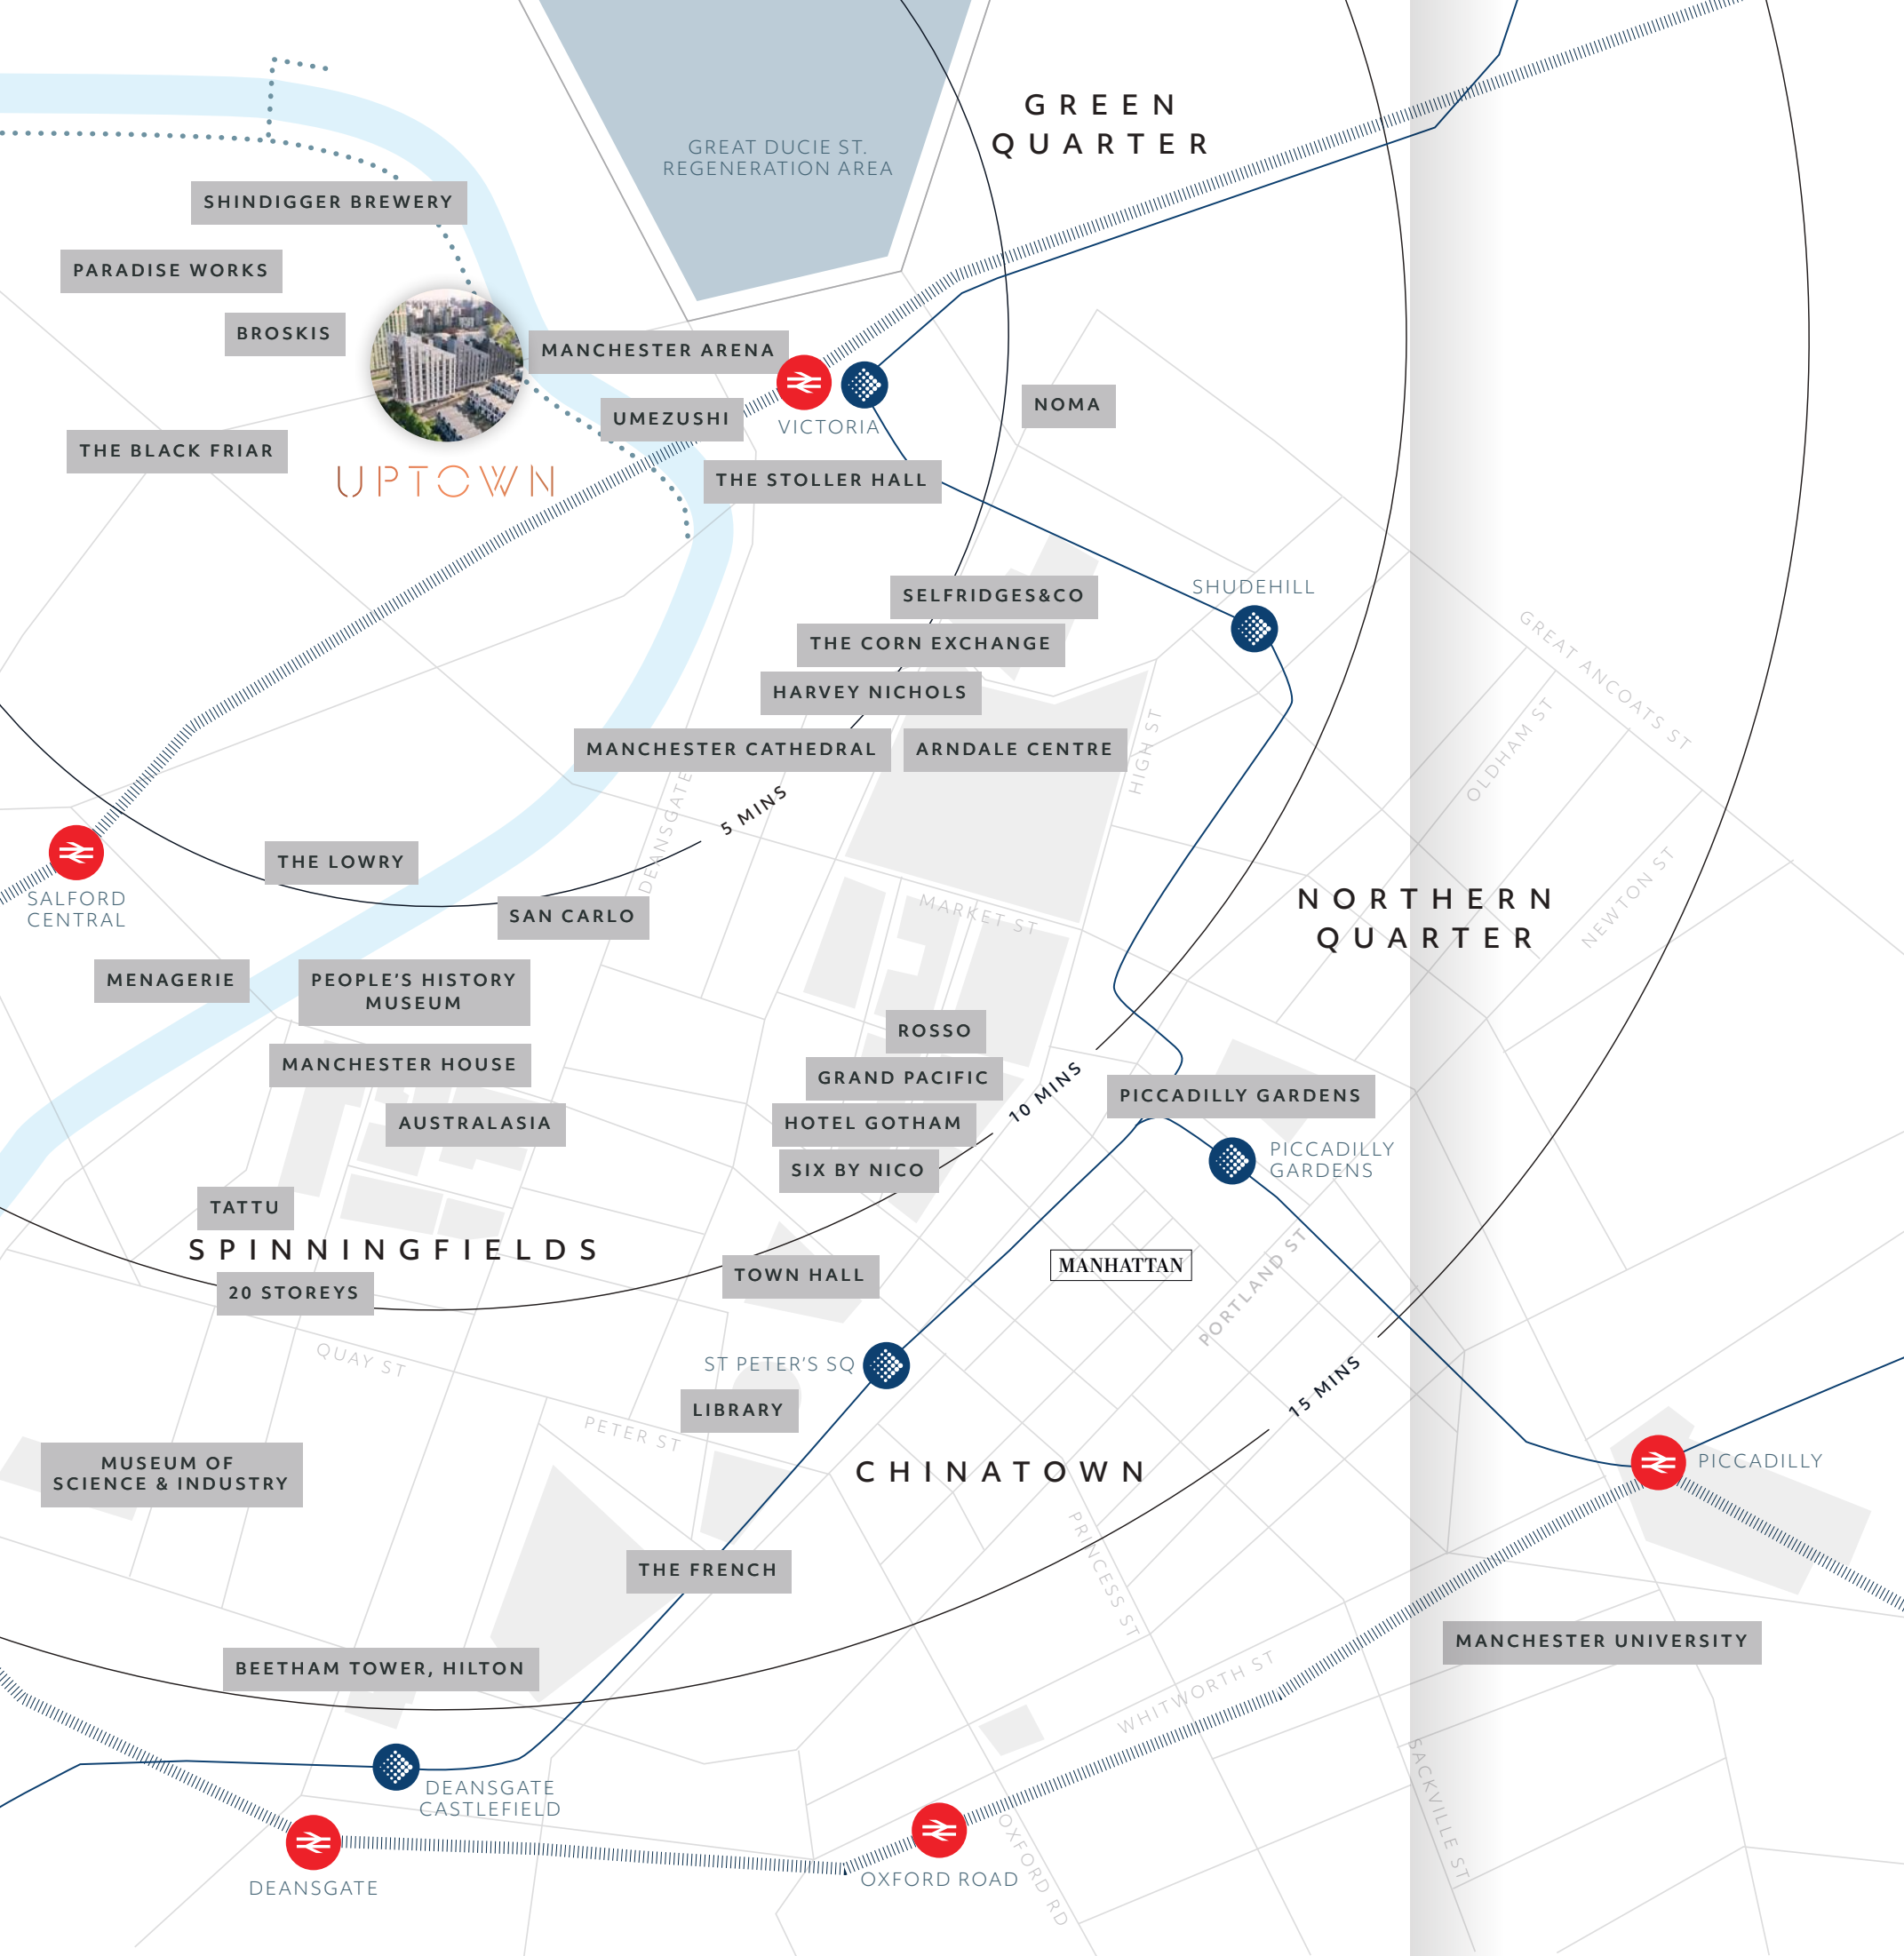 GREEN
QUARTER
GREAT DUCIE ST.
REGENERATION AREA
SHINDIGGER BREWERY
PARADISE WORKS
BROSKIS
MANCHESTER ARENA
NOMA
UMEZUSHI
VICTORIA
THE BLACK FRIAR
UPTOWN
THE STOLLER HALL
SELFRIDGES&CO
SHUDEHILL
THE CORN EXCHANGE
GREAT ANCOATS ST
HARVEY NICHOLS
MANCHESTER CATHEDRAL
ARNDALE CENTRE
HIGH ST
OLDHAM ST
5 MINS
DEANSGATE
THE LOWRY
SALFORD
CENTRAL
SAN CARLO
MARKET ST
NORTHERN
QUARTER
NEWTON ST
MENAGERIE
PEOPLE'S HISTORY
MUSEUM
ROSSO
MANCHESTER HOUSE
GRAND PACIFIC
10 MINS
PICCADILLY GARDENS
AUSTRALASIA
HOTEL GOTHAM
PICCADILLY
GARDENS
SIX BY NICO
TATTU
SPINNINGFIELDS
TOWN HALL
MANHATTAN
PORTLAND ST
20 STOREYS
QUAY ST
ST PETER'S SQ
15 MINS
LIBRARY
PETER ST
MUSEUM OF
SCIENCE & INDUSTRY
CHINATOWN
PICCADILLY
PRINCESS ST
THE FRENCH
MANCHESTER UNIVERSITY
BEETHAM TOWER, HILTON
WHITWORTH ST
SACKVILLE ST
DEANSGATE
CASTLEFIELD
OXFORD RD
DEANSGATE
OXFORD ROAD